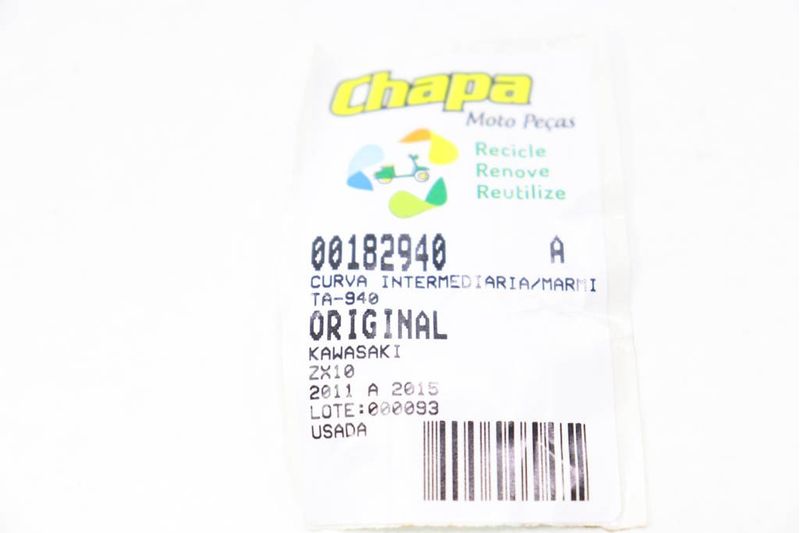 Chapa
Moto Peças
Recicle
Renove
Reutilize
00182940 A
CURVA INTERMEDIARIA/MARMI
TA-940
ORIGINAL
KAWASAKI
ZX10
2011 A 2015
LOTE:000093
USADA